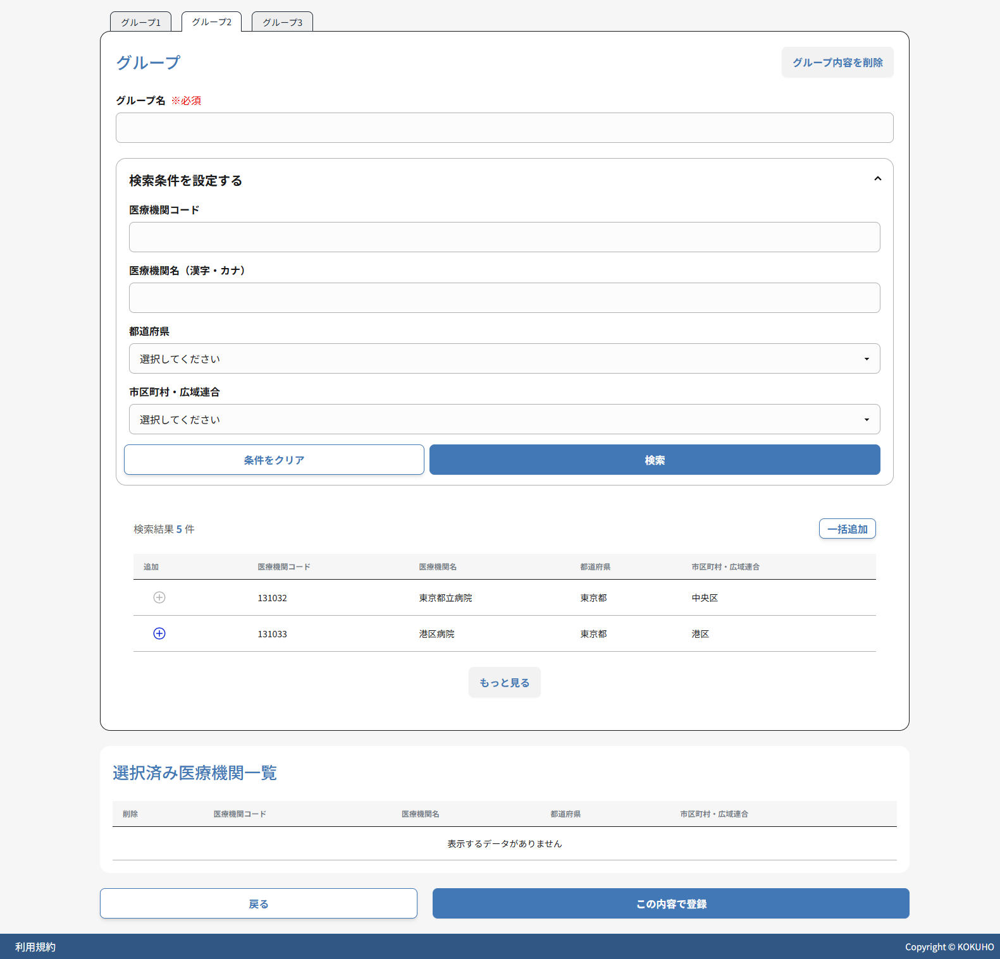 グループ1 グループ2 グループ3
グループ グループ内容を削除
グループ名 ※必須
検索条件を設定する
医療機関コード
医療機関名（漢字・カナ）
都道府県
選択してください
市区町村・広域連合
選択してください
条件をクリア 検索
検索結果 5 件 一括追加
追加 医療機関コード 医療機関名 都道府県 市区町村・広域連合
131032 東京都立病院 東京都 中央区
131033 港区病院 東京都 港区
もっと見る
選択済み医療機関一覧
削除 医療機関コード 医療機関名 都道府県 市区町村・広域連合
表示するデータがありません
戻る この内容で登録
利用規約 Copyright © KOKUHO